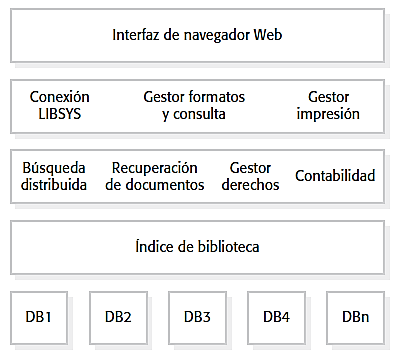 Interfaz de navegador Web
Conexión Gestor formatos Gestor
LIBSYS y consulta impresión
Búsqueda Recuperación Gestor Contabilidad
distribuida de documentos derechos
Índice de biblioteca
DB1 DB2 DB3 DB4 DBn